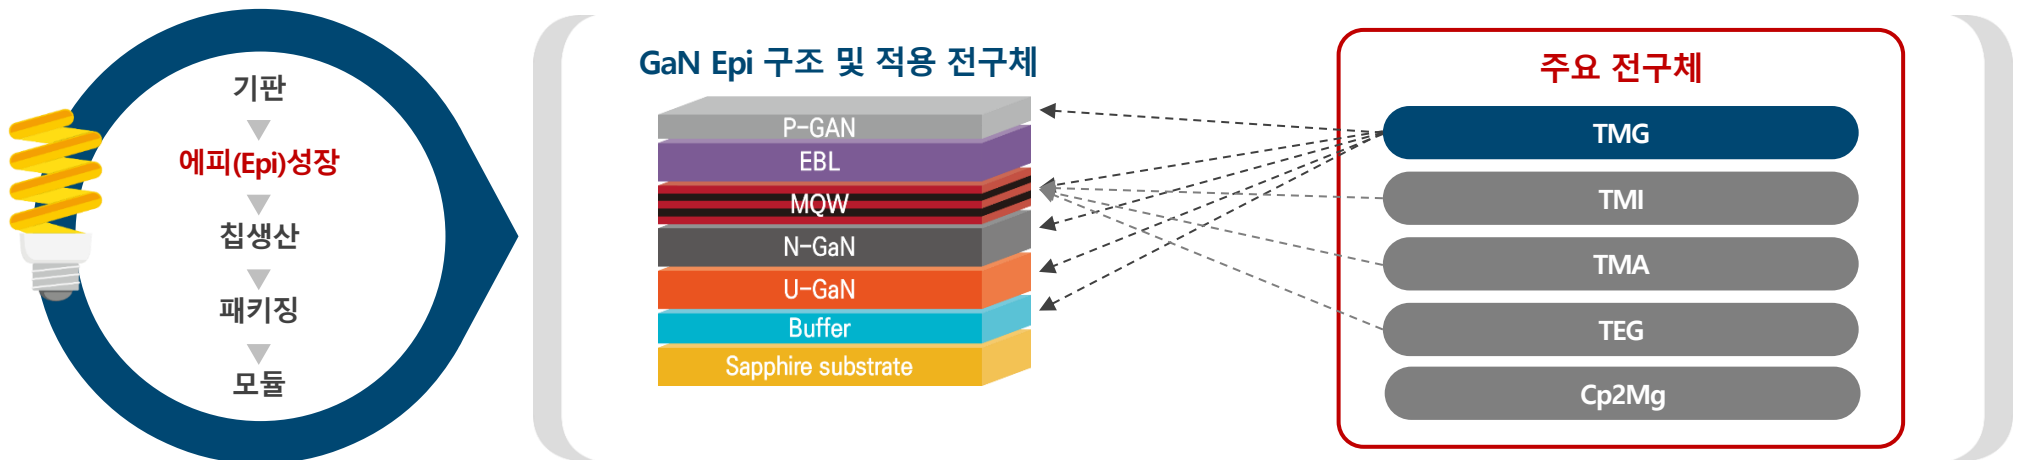 기판
에피(Epi)성장
칩생산
패키징
모듈
GaN Epi 구조 및 적용 전구체
P-GAN
EBL
MQW
N-GaN
U-GaN
Buffer
Sapphire substrate
주요 전구체
TMG
TMI
TMA
TEG
Cp2Mg